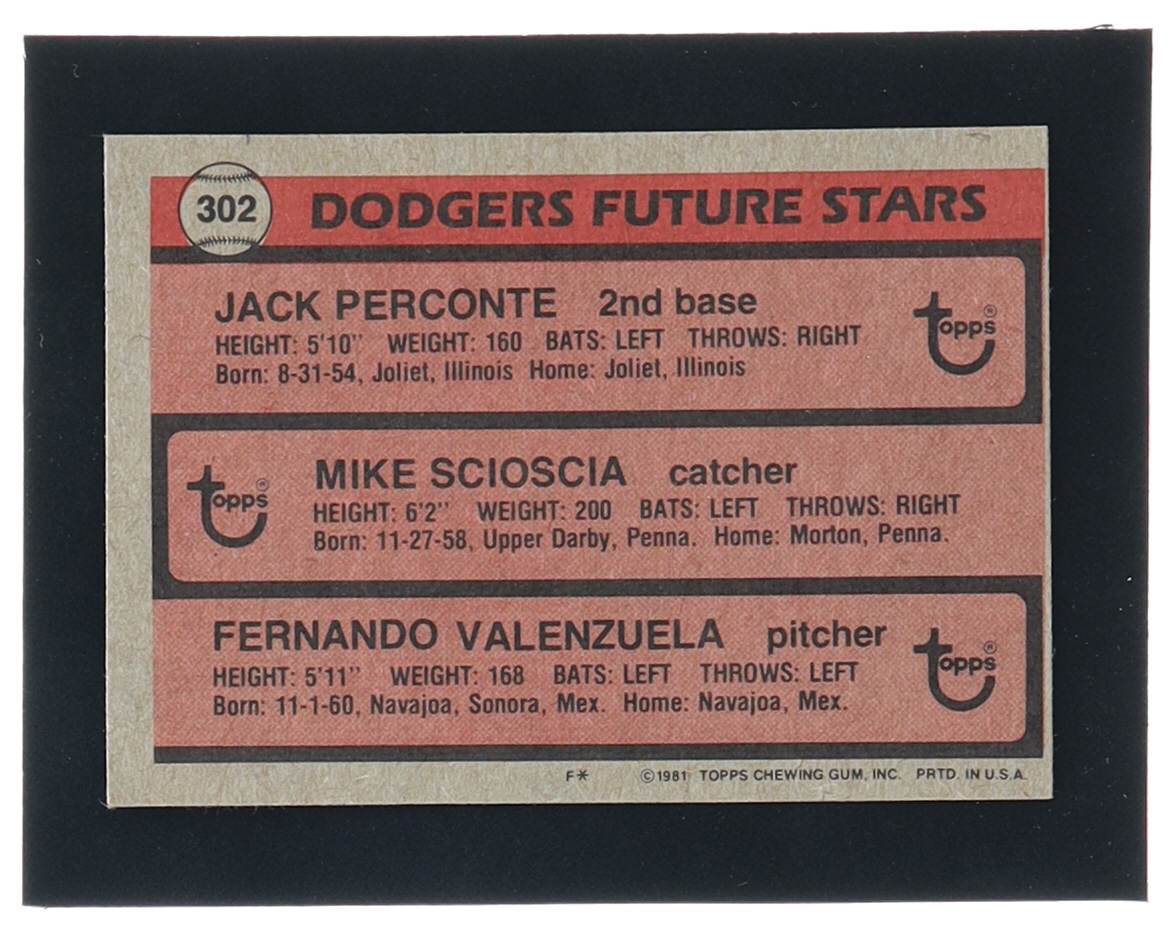 302 DODGERS FUTURE STARS
JACK PERCONTE 2nd base
HEIGHT: 5'10" WEIGHT: 160 BATS: LEFT THROWS: RIGHT
Born: 8-31-54, Joliet, Illinois Home: Joliet, Illinois
Topps®
MIKE SCIOSCIA catcher
HEIGHT: 6'2" WEIGHT: 200 BATS: LEFT THROWS: RIGHT
Born: 11-27-58, Upper Darby, Penna. Home: Morton, Penna.
Topps®
FERNANDO VALENZUELA pitcher
HEIGHT: 5'11" WEIGHT: 168 BATS: LEFT THROWS: LEFT
Born: 11-1-60, Navajoa, Sonora, Mex. Home: Navajoa, Mex.
Topps®
F* ©1981 TOPPS CHEWING GUM, INC. PRTD. IN U.S.A.